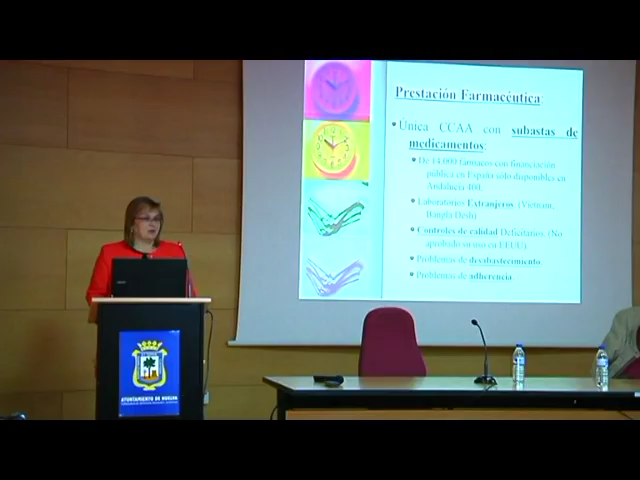 Prestación Farmacéutica:
Única CCAA con subastas de
medicamentos:
De 14.000 fármacos con financiación
pública en España sólo disponibles en
Andalucía 400.
Laboratorios Extranjeros. (Vietnam,
Bangla Desh)
Controles de calidad Deficitarios. (No
aprobado su uso en EEUU)
Problemas de desabastecimiento.
Problemas de adherencia.
AYUNTAMIENTO DE HUELVA